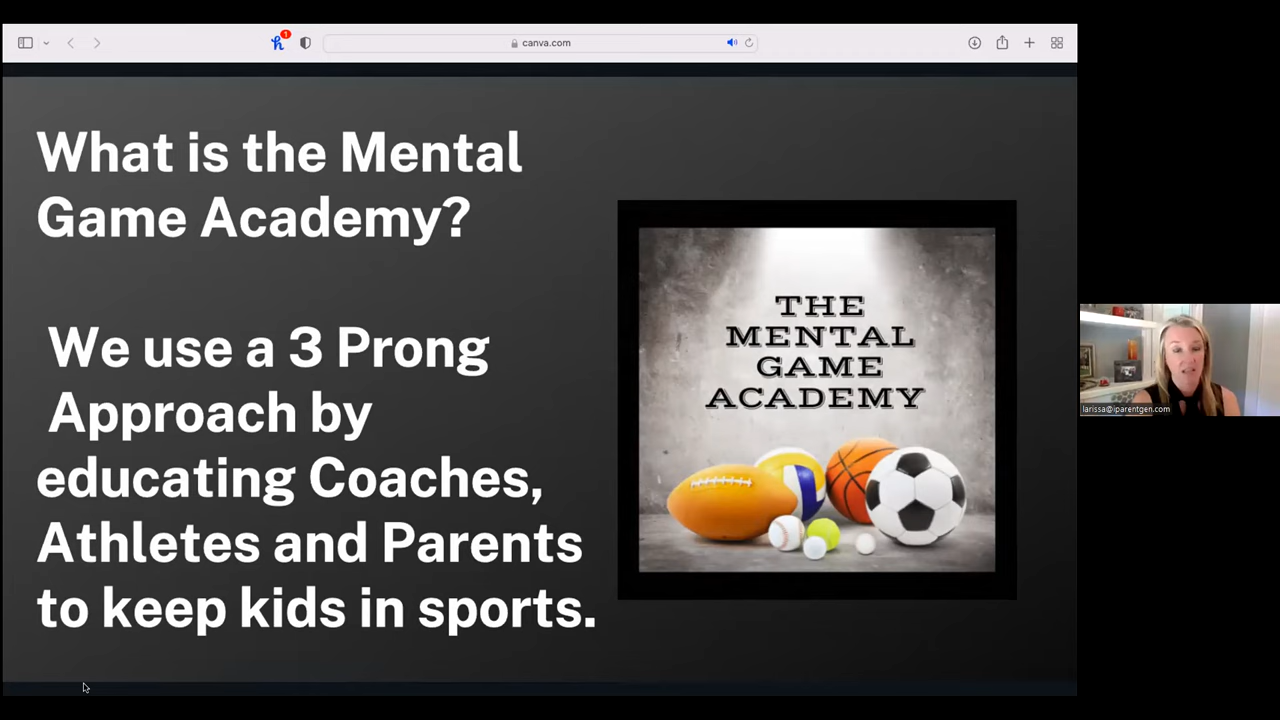 1
canva.com
What is the Mental
Game Academy?
We use a 3 Prong
Approach by
educating Coaches,
Athletes and Parents
to keep kids in sports.
THE
MENTAL
GAME
ACADEMY
larissa@iparentgen.com